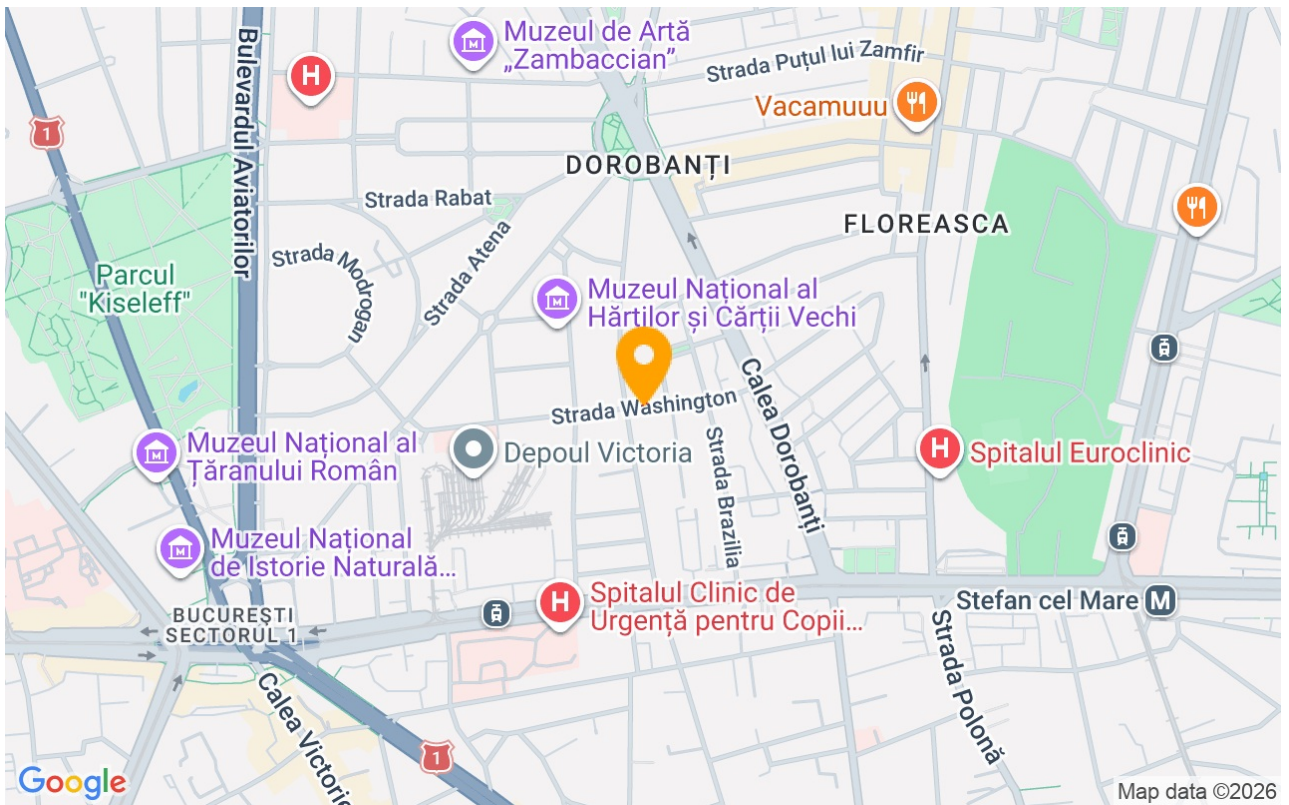 Muzeul de Artă
„Zambaccian”
Strada Puțul lui Zamfir
Bulevardul Aviatorilor
H
Vacamuuu
1
DOROBANȚI
Strada Rabat
FLOREASCA
Strada Atena
Strada Modrogan
Parcul
"Kiseleff"
Muzeul Național al
Hărților și Cărții Vechi
Calea Dorobanți
Strada Washington
Muzeul Național al
Țăranului Român
Depoul Victoria
Strada Brazilia
H
Spitalul Euroclinic
Muzeul Național
de Istorie Naturală...
H
Spitalul Clinic de
Urgență pentru Copii...
Stefan cel Mare M
BUCUREȘTI
SECTORUL 1
Strada Polonă
Calea Victoriei
1
Google
Map data ©2026